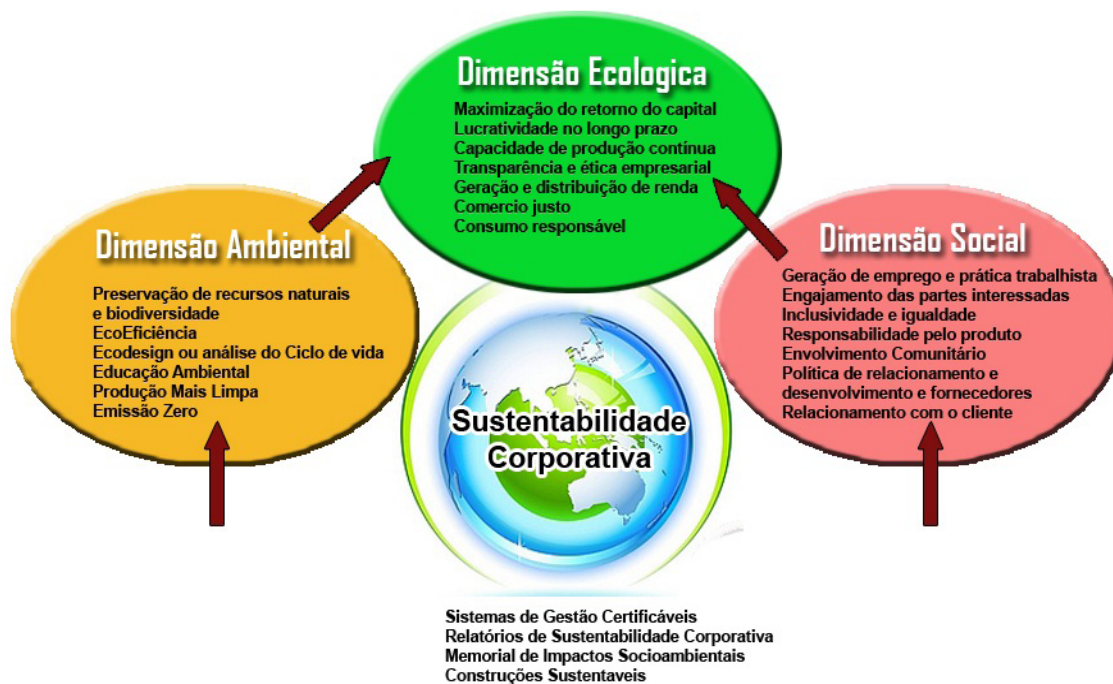 Dimensão Ecologica
Maximização do retorno do capital
Lucratividade no longo prazo
Capacidade de produção contínua
Transparência e ética empresarial
Geração e distribuição de renda
Comercio justo
Consumo responsável
Dimensão Ambiental
Preservação de recursos naturais
e biodiversidade
EcoEficiência
Ecodesign ou análise do Ciclo de vida
Educação Ambiental
Produção Mais Limpa
Emissão Zero
Dimensão Social
Geração de emprego e prática trabalhista
Engajamento das partes interessadas
Inclusividade e igualdade
Responsabilidade pelo produto
Envolvimento Comunitário
Política de relacionamento e
desenvolvimento e fornecedores
Relacionamento com o cliente
Sustentabilidade
Corporativa
Sistemas de Gestão Certificáveis
Relatórios de Sustentabilidade Corporativa
Memorial de Impactos Socioambientais
Construções Sustentaveis